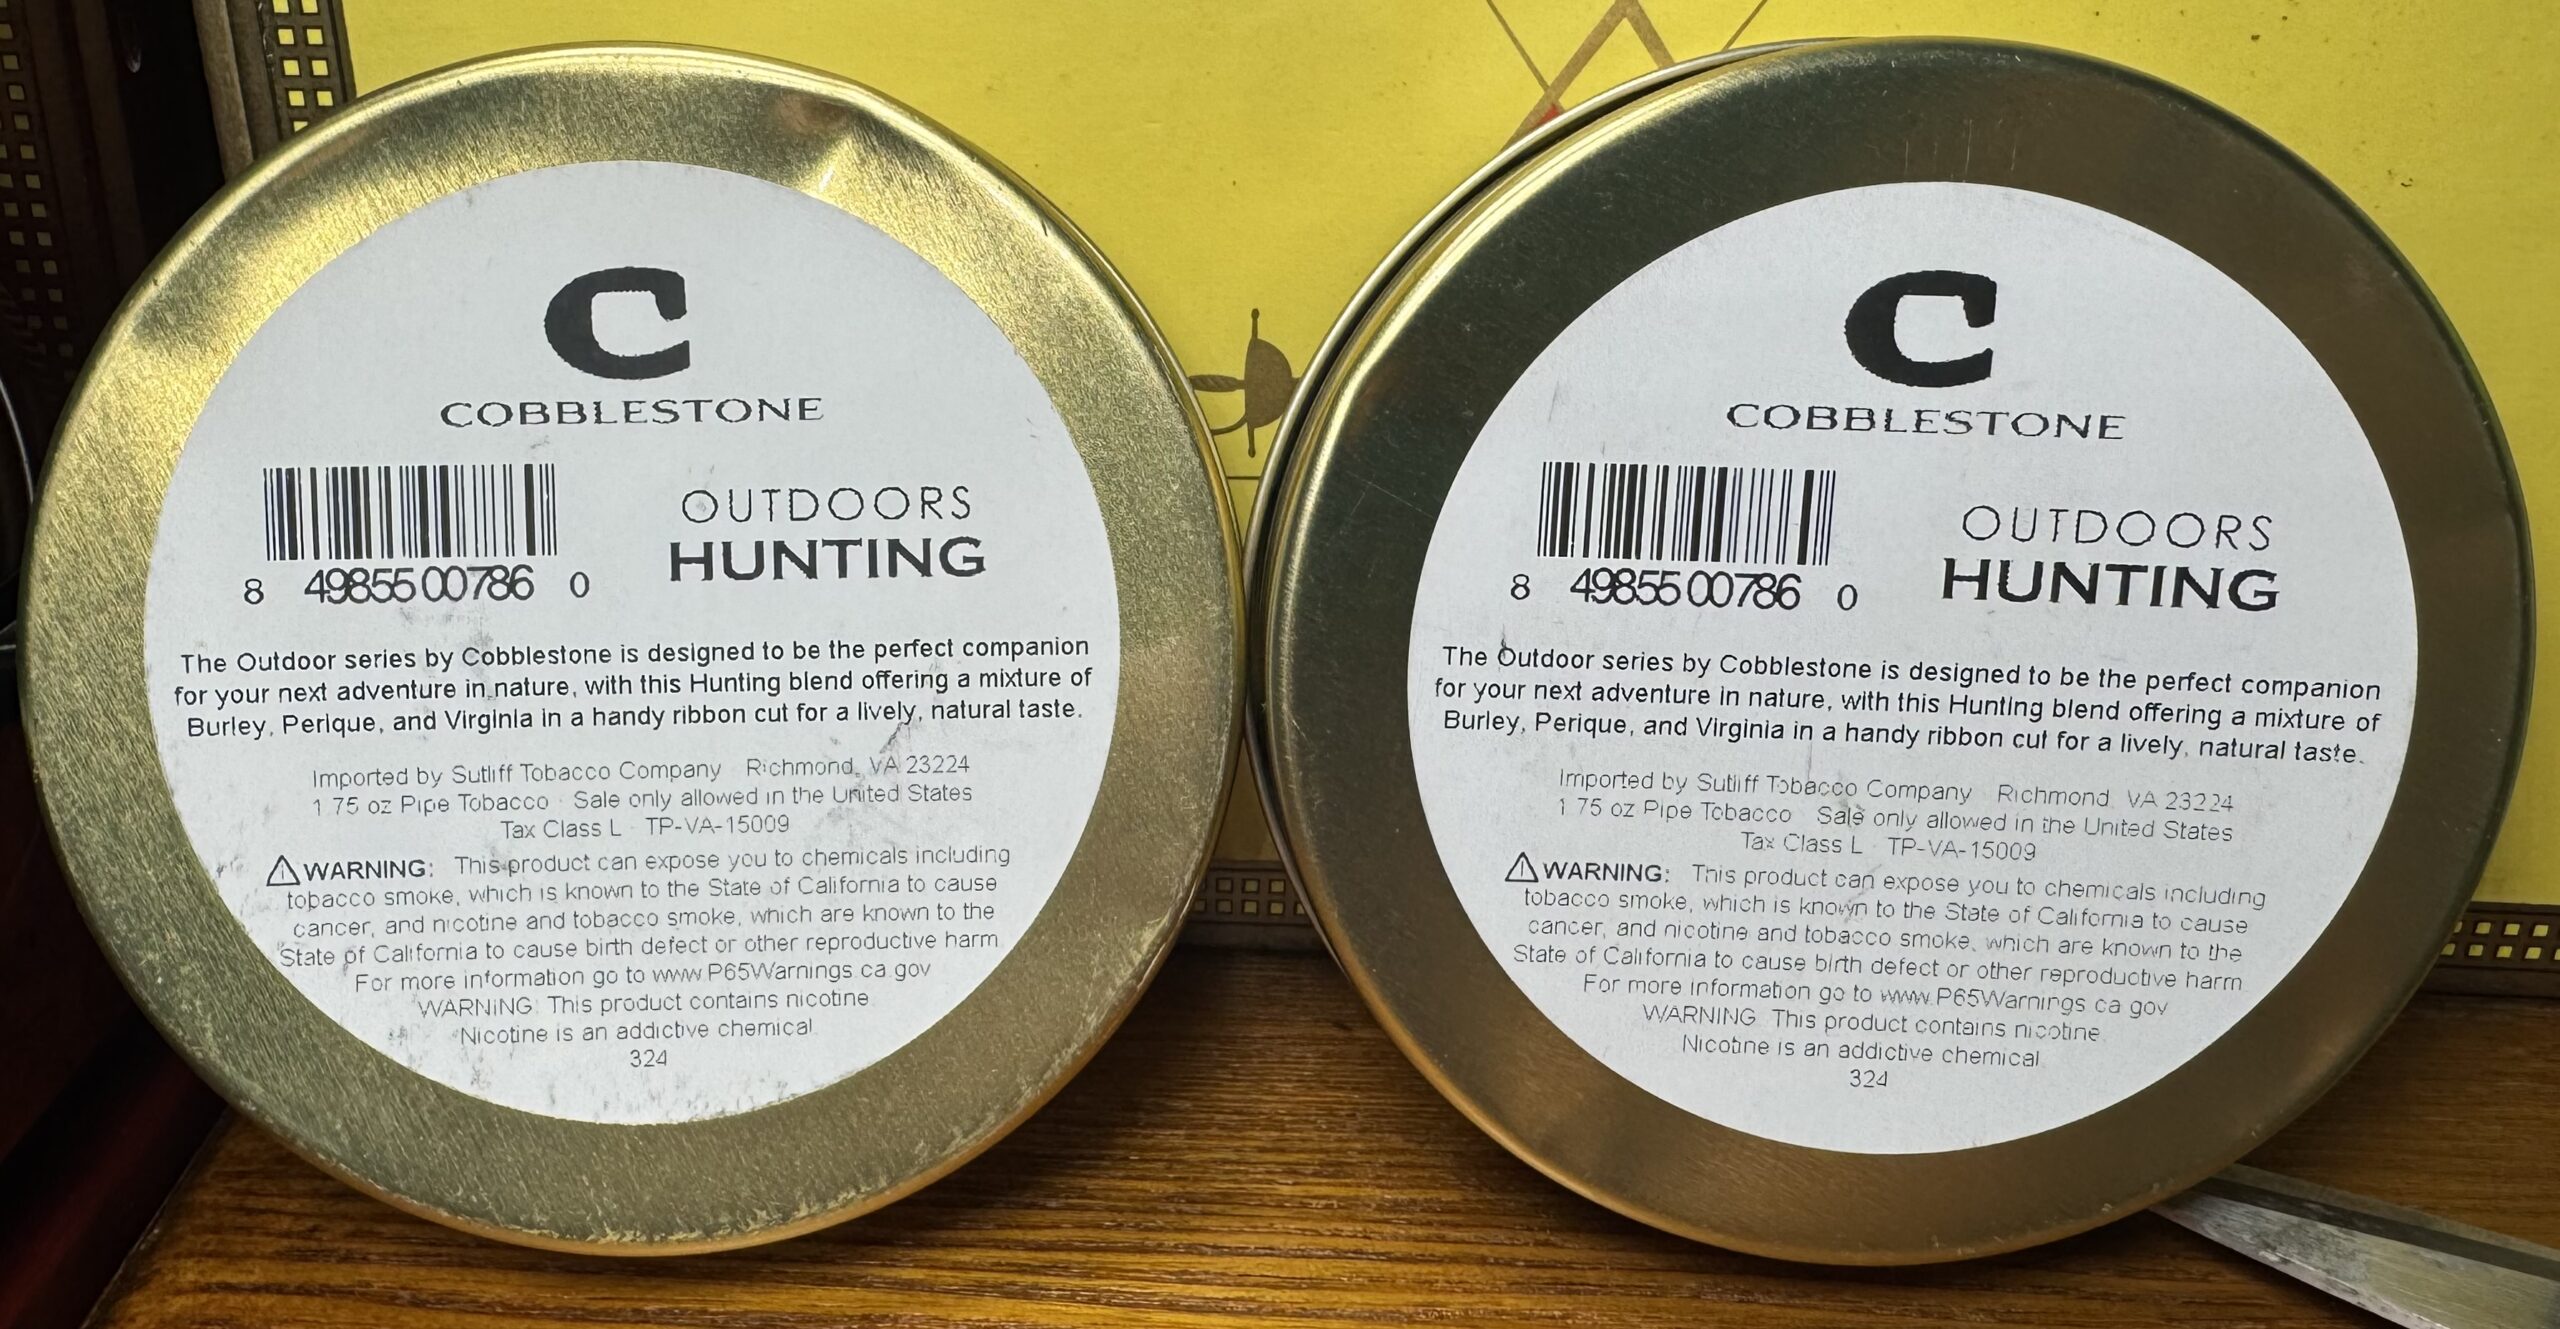 C
COBBLESTONE
8 49855 00786 0
OUTDOORS
HUNTING
The Outdoor series by Cobblestone is designed to be the perfect companion
for your next adventure in nature, with this Hunting blend offering a mixture of
Burley, Perique, and Virginia in a handy ribbon cut for a lively, natural taste.
Imported by Sutliff Tobacco Company Richmond, VA 23224
1.75 oz Pipe Tobacco · Sale only allowed in the United States
Tax Class L · TP-VA-15009
⚠WARNING: This product can expose you to chemicals including
tobacco smoke, which is known to the State of California to cause
cancer, and nicotine and tobacco smoke, which are known to the
State of California to cause birth defect or other reproductive harm.
For more information go to www.P65Warnings.ca.gov
WARNING: This product contains nicotine.
Nicotine is an addictive chemical.
324
C
COBBLESTONE
8 49855 00786 0
OUTDOORS
HUNTING
The Outdoor series by Cobblestone is designed to be the perfect companion
for your next adventure in nature, with this Hunting blend offering a mixture of
Burley, Perique, and Virginia in a handy ribbon cut for a lively, natural taste.
Imported by Sutliff Tobacco Company Richmond, VA 23224
1.75 oz Pipe Tobacco Sale only allowed in the United States
Tax Class L · TP-VA-15009
⚠WARNING: This product can expose you to chemicals including
tobacco smoke, which is known to the State of California to cause
cancer, and nicotine and tobacco smoke, which are known to the
State of California to cause birth defect or other reproductive harm.
For more information go to www.P65Warnings.ca.gov
WARNING: This product contains nicotine.
Nicotine is an addictive chemical.
324